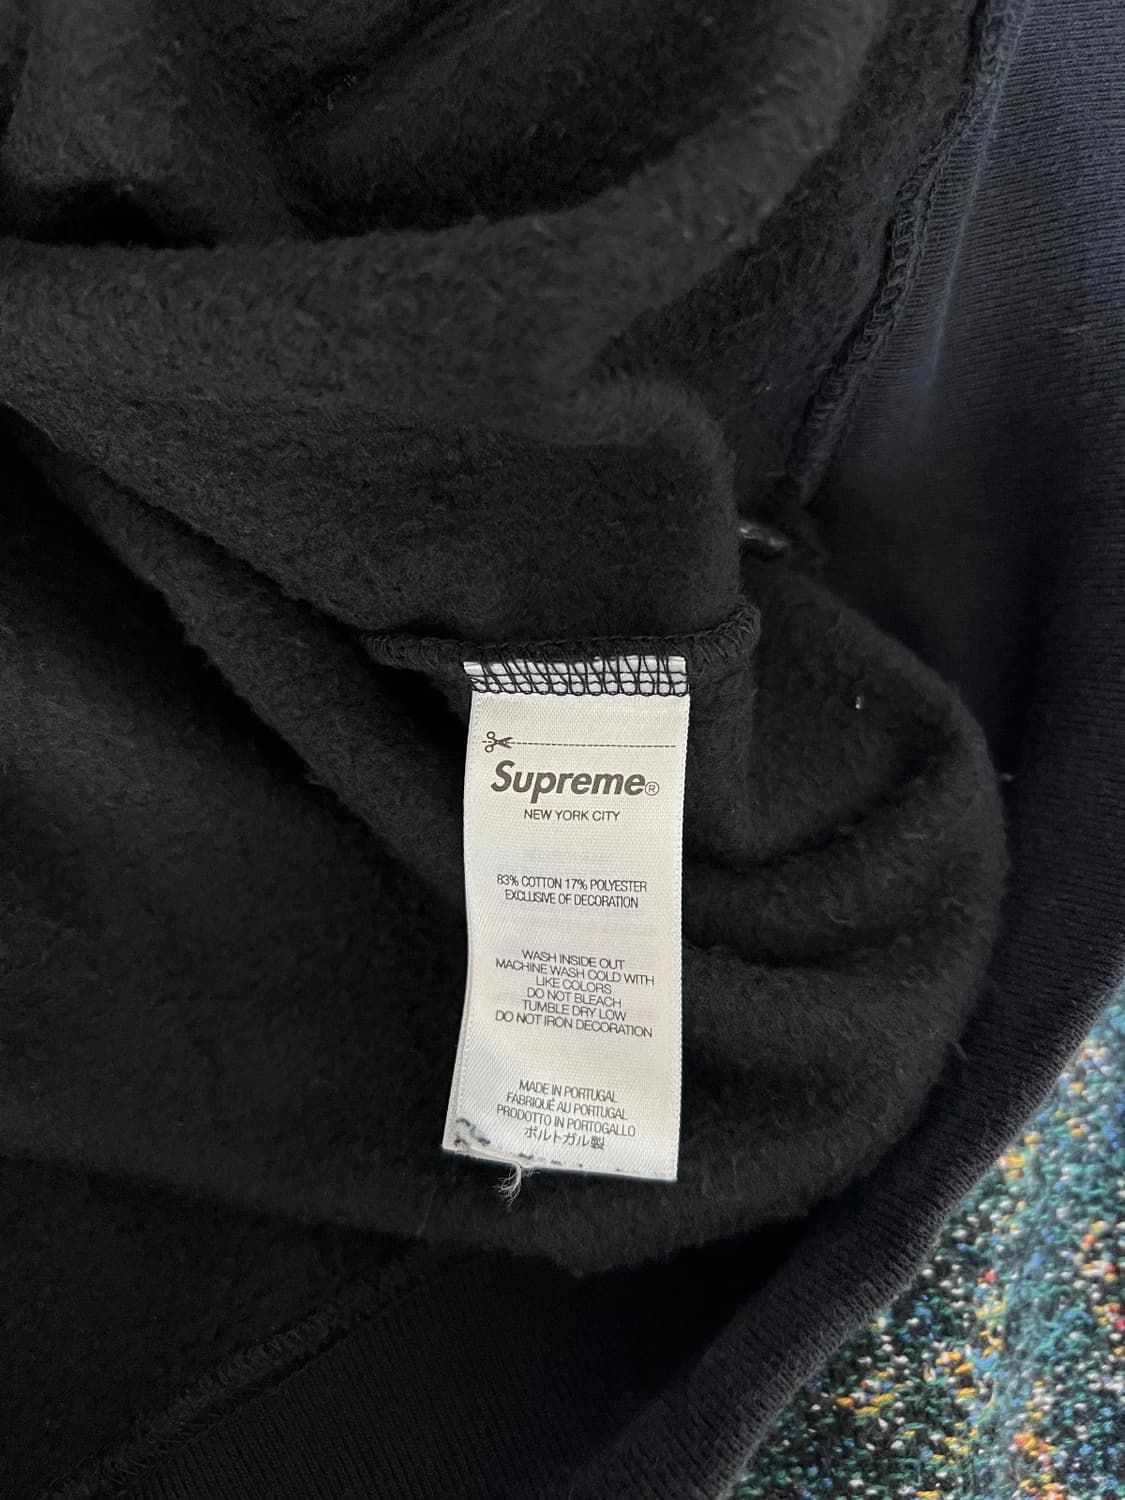 Supreme®
NEW YORK CITY
83% COTTON 17% POLYESTER
EXCLUSIVE OF DECORATION
WASH INSIDE OUT
MACHINE WASH COLD WITH
LIKE COLORS
DO NOT BLEACH
TUMBLE DRY LOW
DO NOT IRON DECORATION
MADE IN PORTUGAL
FABRIQUÉ AU PORTUGAL
PRODOTTO IN PORTOGALLO
ポルトガル製